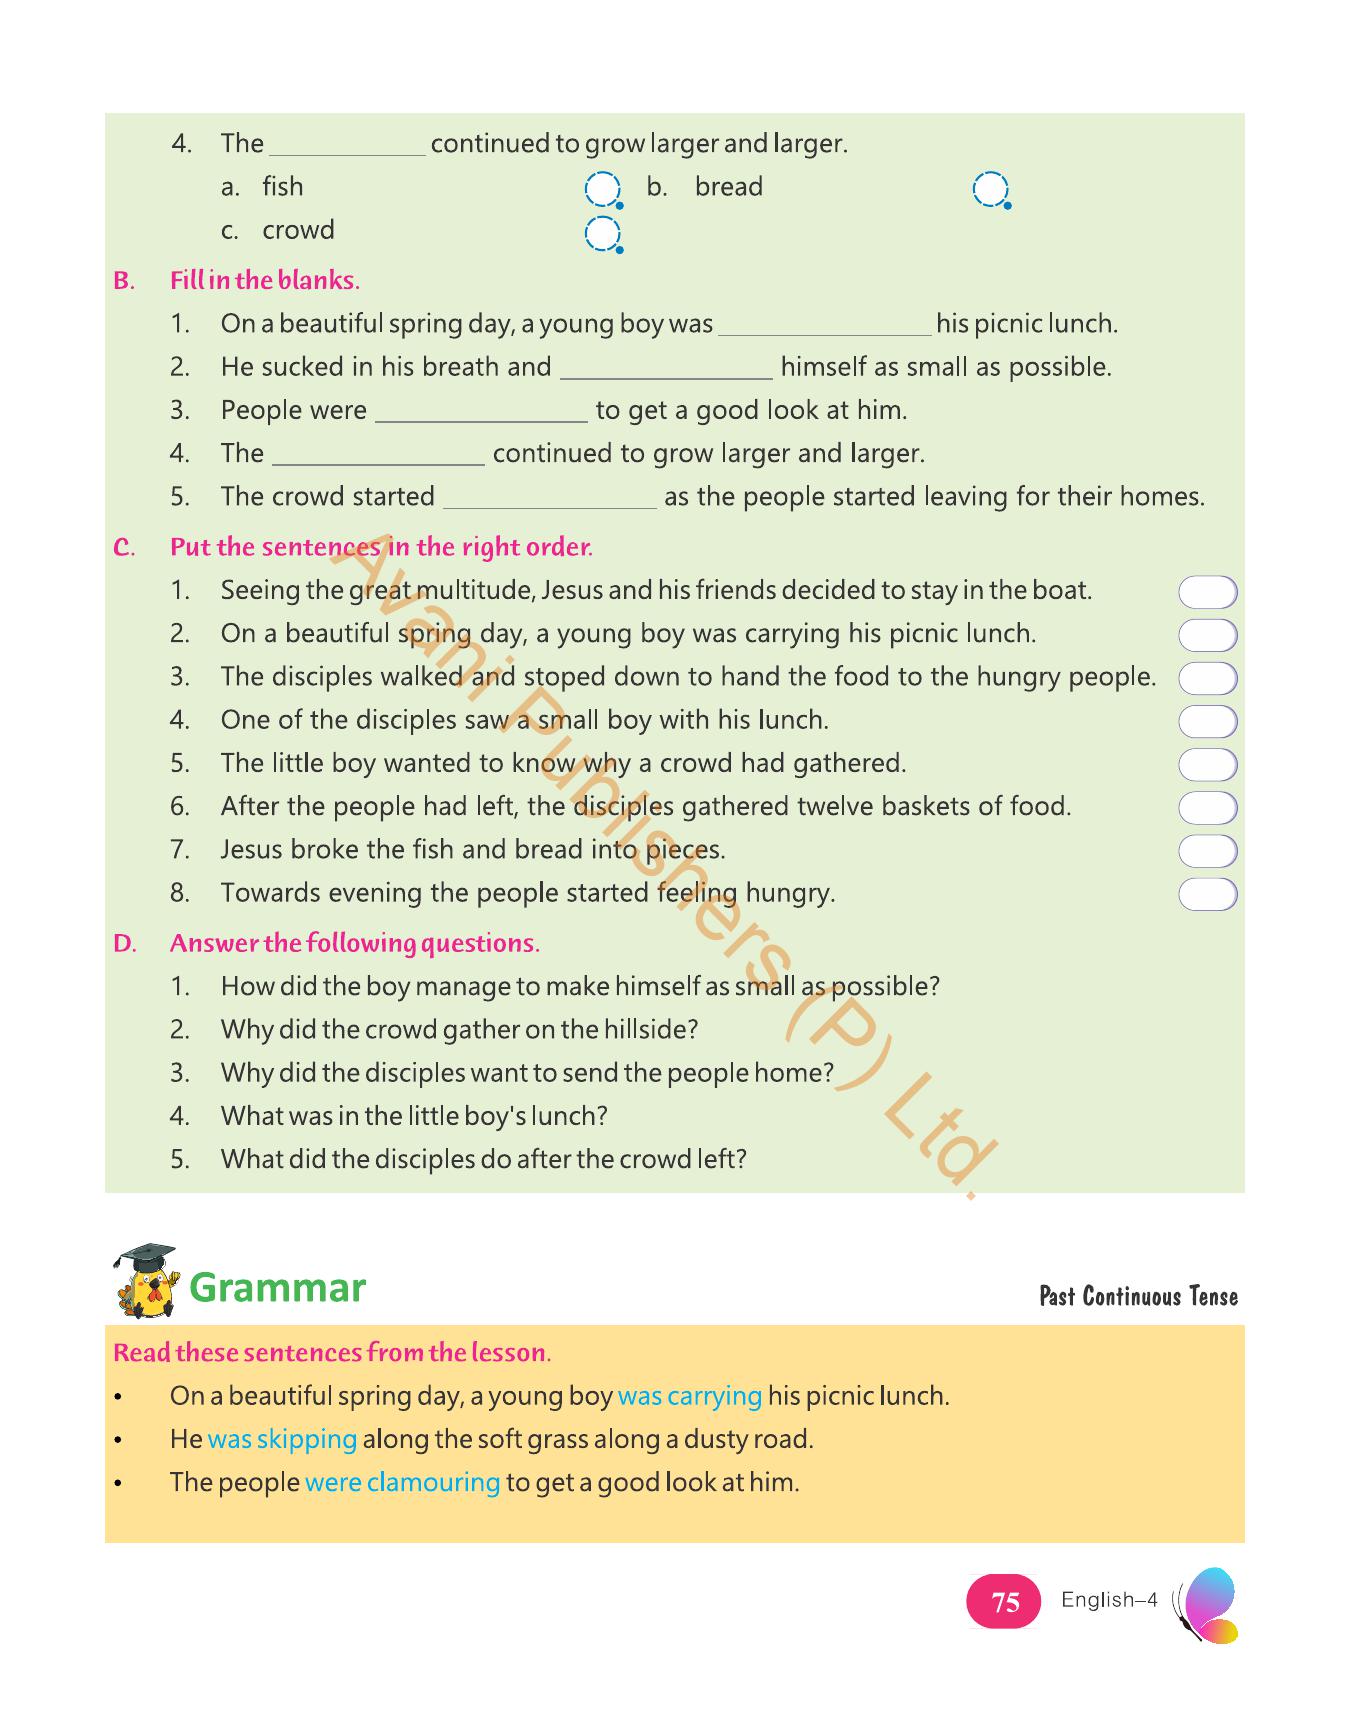 4. The ____________ continued to grow larger and larger.
a. fish b. bread
c. crowd
B. Fill in the blanks.
1. On a beautiful spring day, a young boy was ________________ his picnic lunch.
2. He sucked in his breath and ________________ himself as small as possible.
3. People were ________________ to get a good look at him.
4. The ________________ continued to grow larger and larger.
5. The crowd started ________________ as the people started leaving for their homes.
C. Put the sentences in the right order.
1. Seeing the great multitude, Jesus and his friends decided to stay in the boat.
2. On a beautiful spring day, a young boy was carrying his picnic lunch.
3. The disciples walked and stoped down to hand the food to the hungry people.
4. One of the disciples saw a small boy with his lunch.
5. The little boy wanted to know why a crowd had gathered.
6. After the people had left, the disciples gathered twelve baskets of food.
7. Jesus broke the fish and bread into pieces.
8. Towards evening the people started feeling hungry.
D. Answer the following questions.
1. How did the boy manage to make himself as small as possible?
2. Why did the crowd gather on the hillside?
3. Why did the disciples want to send the people home?
4. What was in the little boy's lunch?
5. What did the disciples do after the crowd left?
Avani Publishers (P) Ltd.
Grammar
Past Continuous Tense
Read these sentences from the lesson.
• On a beautiful spring day, a young boy was carrying his picnic lunch.
• He was skipping along the soft grass along a dusty road.
• The people were clamouring to get a good look at him.
75 English–4